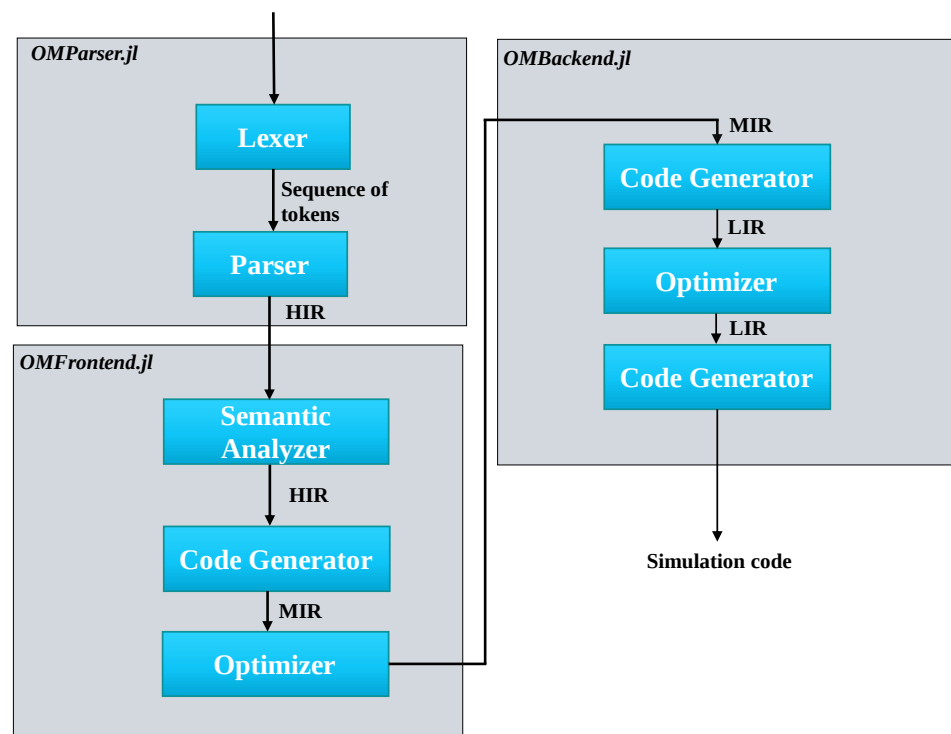 OMParser.jl
Lexer
Sequence of
tokens
Parser
HIR
OMFrontend.jl
Semantic
Analyzer
HIR
Code Generator
MIR
Optimizer
OMBackend.jl
MIR
Code Generator
LIR
Optimizer
LIR
Code Generator
Simulation code